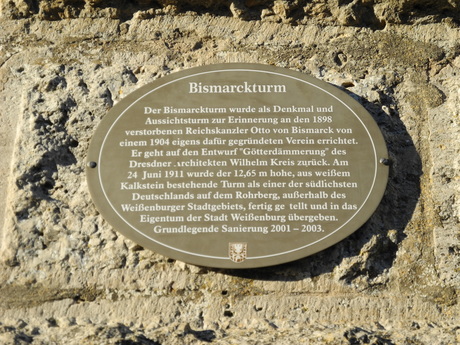 Bismarckturm
Der Bismarckturm wurde als Denkmal und
Aussichtsturm zur Erinnerung an den 1898
verstorbenen Reichskanzler Otto von Bismarck von
einem 1904 eigens dafür gegründeten Verein errichtet.
Er geht auf den Entwurf "Götterdämmerung" des
Dresdner Architekten Wilhelm Kreis zurück. Am
24 Juni 1911 wurde der 12,65 m hohe, aus weißem
Kalkstein bestehende Turm als einer der südlichsten
Deutschlands auf dem Rohrberg, außerhalb des
Weißenburger Stadtgebiets, fertig ge tellt und in das
Eigentum der Stadt Weißenburg übergeben.
Grundlegende Sanierung 2001 – 2003.